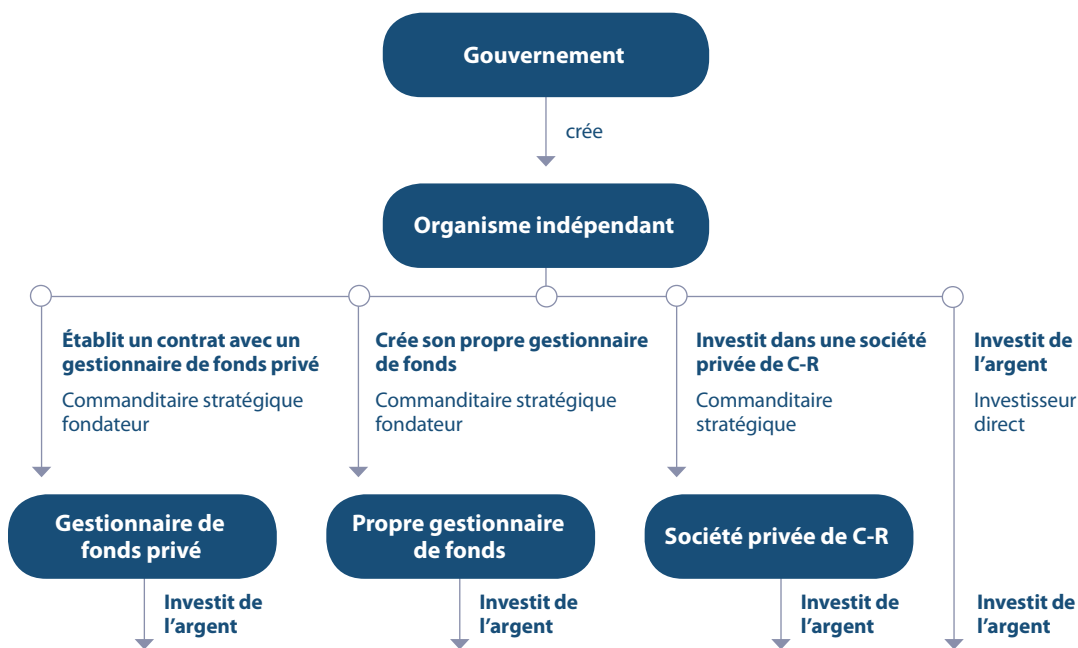 Gouvernement
crée
Organisme indépendant
Établit un contrat avec un
gestionnaire de fonds privé
Commanditaire stratégique
fondateur
Crée son propre gestionnaire
de fonds
Commanditaire stratégique
fondateur
Investit dans une société
privée de C-R
Commanditaire
stratégique
Investit de
l’argent
Investisseur
direct
Gestionnaire de
fonds privé
Propre gestionnaire
de fonds
Société privée de C-R
Investit de
l’argent
Investit de
l’argent
Investit de
l’argent
Investit de
l’argent